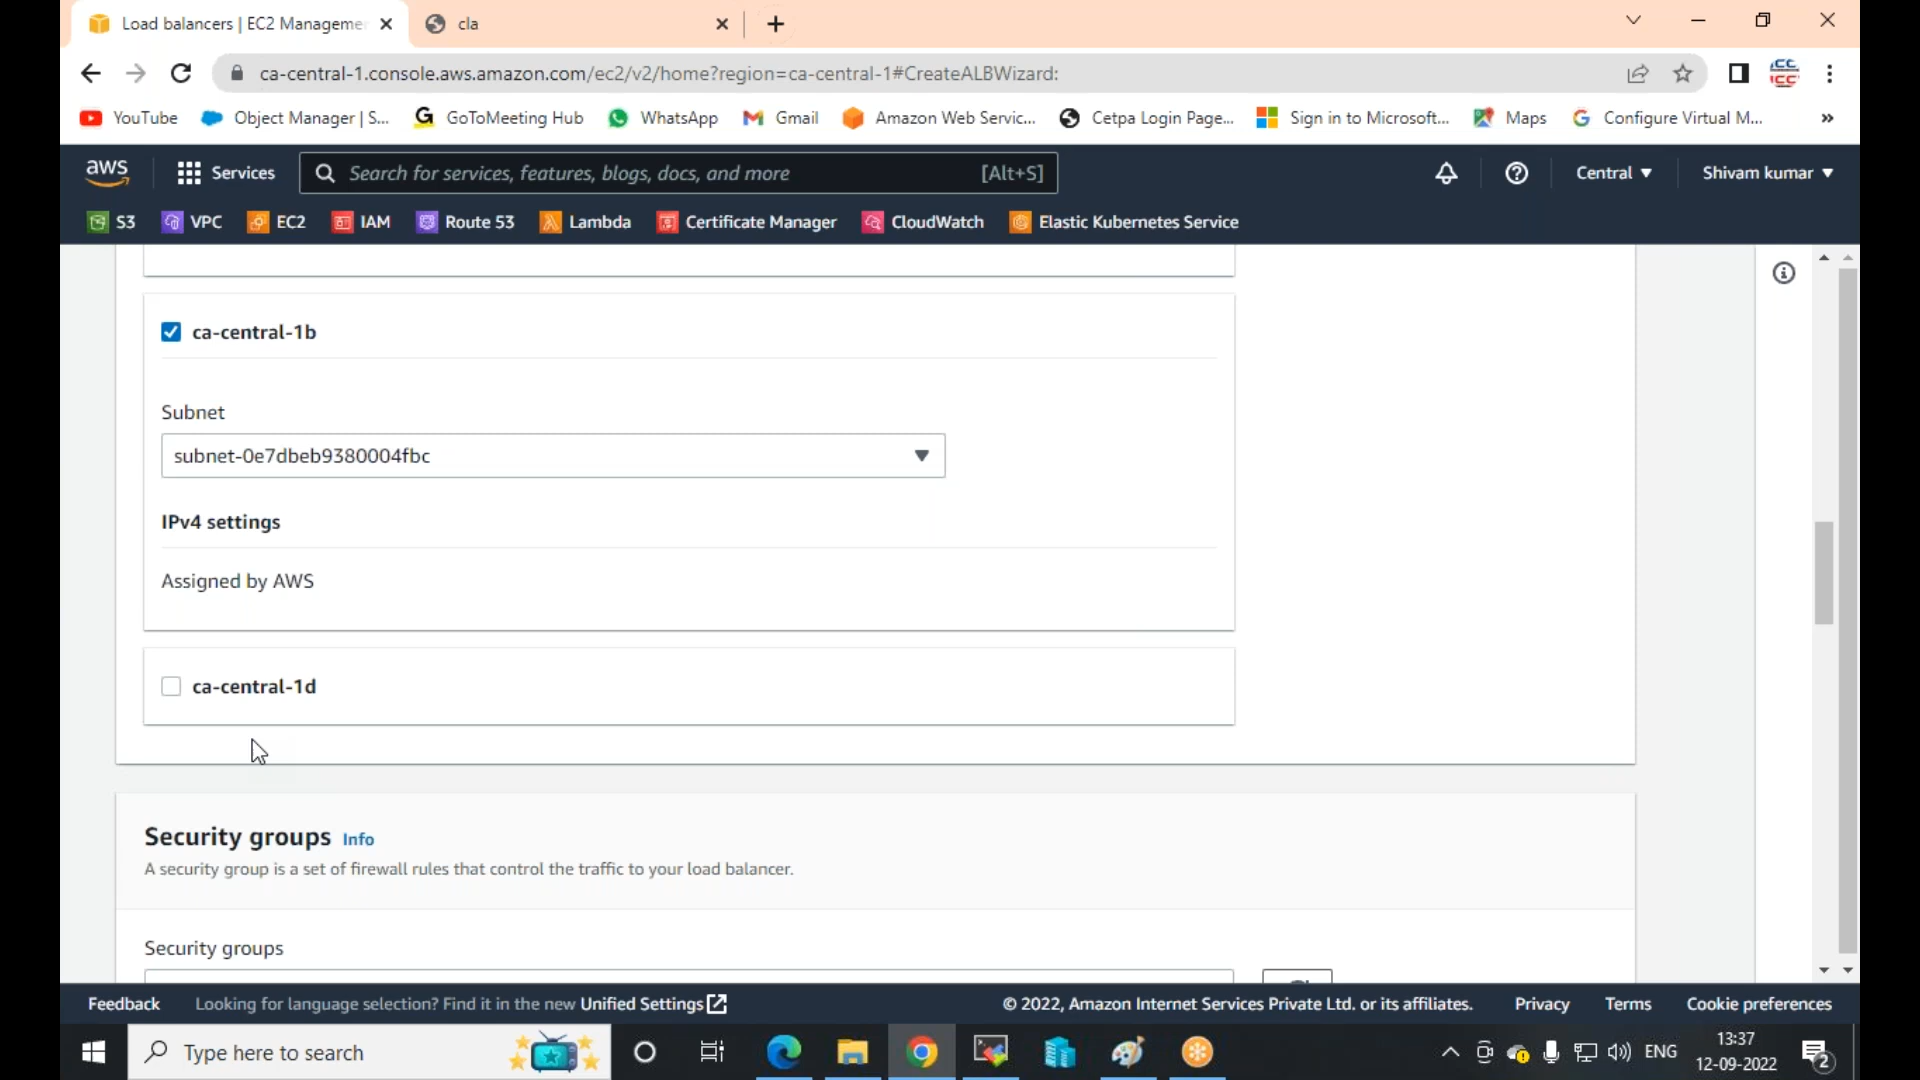 Load balancers | EC2 Manageme
cla
ca-central-1.console.aws.amazon.com/ec2/v2/home?region=ca-central-1#CreateALBWizard:
YouTube
Object Manager | S...
GoToMeeting Hub
WhatsApp
Gmail
Amazon Web Servic...
Cetpa Login Page...
Sign in to Microsoft...
Maps
Configure Virtual M...
»
aws
Services
Search for services, features, blogs, docs, and more
[Alt+S]
Central
Shivam kumar
S3
VPC
EC2
IAM
Route 53
Lambda
Certificate Manager
CloudWatch
Elastic Kubernetes Service
ca-central-1b
Subnet
subnet-0e7dbeb9380004fbc
IPv4 settings
Assigned by AWS
ca-central-1d
Security groups Info
A security group is a set of firewall rules that control the traffic to your load balancer.
Security groups
Feedback
Looking for language selection? Find it in the new Unified Settings
© 2022, Amazon Internet Services Private Ltd. or its affiliates.
Privacy
Terms
Cookie preferences
Type here to search
ENG
13:37
12-09-2022
2